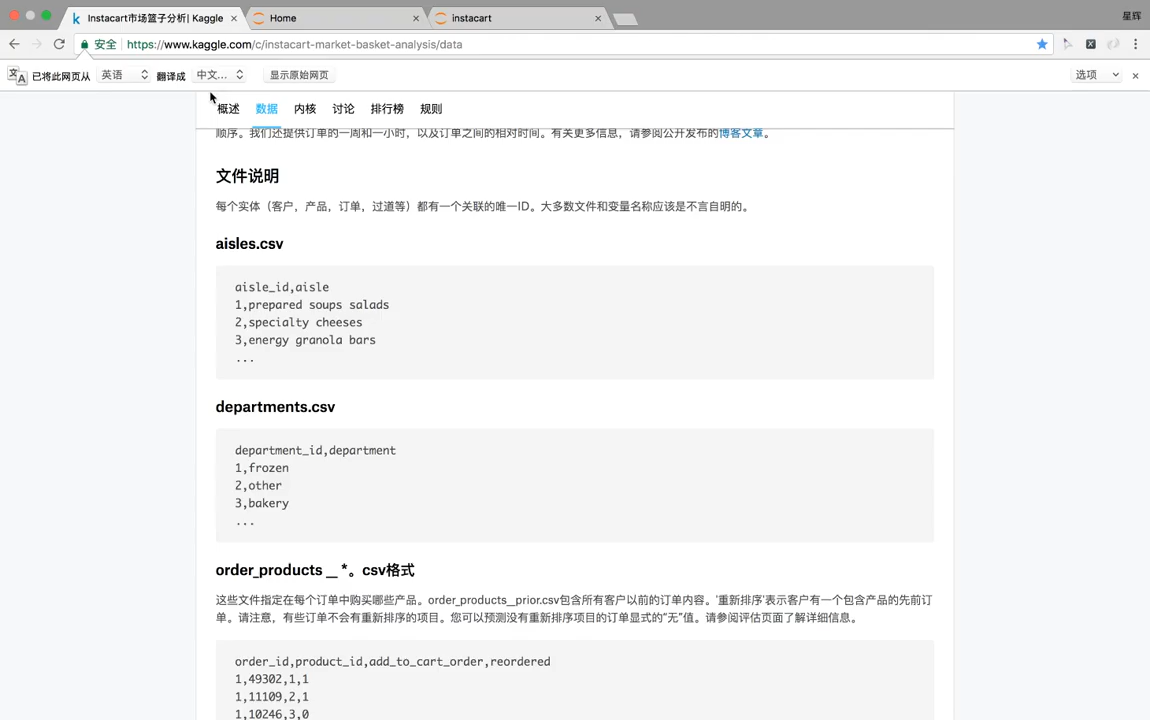 Instacart市场篮子分析| Kaggle
Home
instacart
星辉
安全
https://www.kaggle.com/c/instacart-market-basket-analysis/data
已将此网页从
英语
翻译成
中文...
显示原始网页
选项
概述
数据
内核
讨论
排行榜
规则
顺序。我们还提供订单的一周和一小时，以及订单之间的相对时间。有关更多信息，请参阅公开发布的博客文章。
文件说明
每个实体（客户，产品，订单，过道等）都有一个关联的唯一ID。大多数文件和变量名称应该是不言自明的。
aisles.csv
aisle_id,aisle
1,prepared soups salads
2,specialty cheeses
3,energy granola bars
...
departments.csv
department_id,department
1,frozen
2,other
3,bakery
...
order_products __ *。csv格式
这些文件指定在每个订单中购买哪些产品。order_products__prior.csv包含所有客户以前的订单内容。'重新排序'表示客户有一个包含产品的先前订
单。请注意，有些订单不会有重新排序的项目。您可以预测没有重新排序项目的订单显式的“无”值。请参阅评估页面了解详细信息。
order_id,product_id,add_to_cart_order,reordered
1,49302,1,1
1,11109,2,1
1,10246,3,0